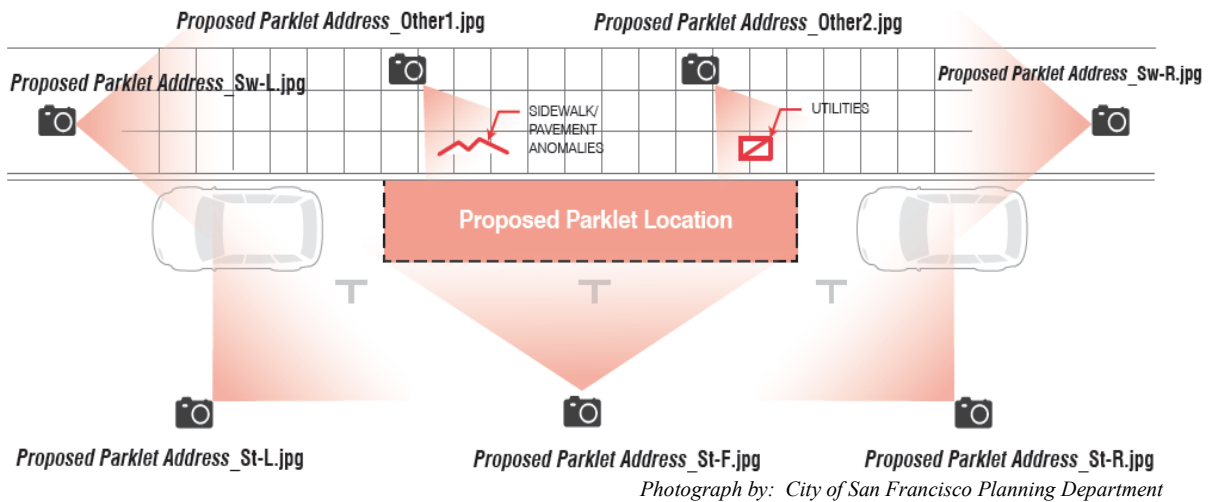 Proposed Parklet Address_Other1.jpg
Proposed Parklet Address_Other2.jpg
Proposed Parklet Address_Sw-L.jpg
Proposed Parklet Address_Sw-R.jpg
SIDEWALK/
PAVEMENT
ANOMALIES
UTILITIES
Proposed Parklet Location
Proposed Parklet Address_St-L.jpg
Proposed Parklet Address_St-F.jpg
Proposed Parklet Address_St-R.jpg
Photograph by: City of San Francisco Planning Department